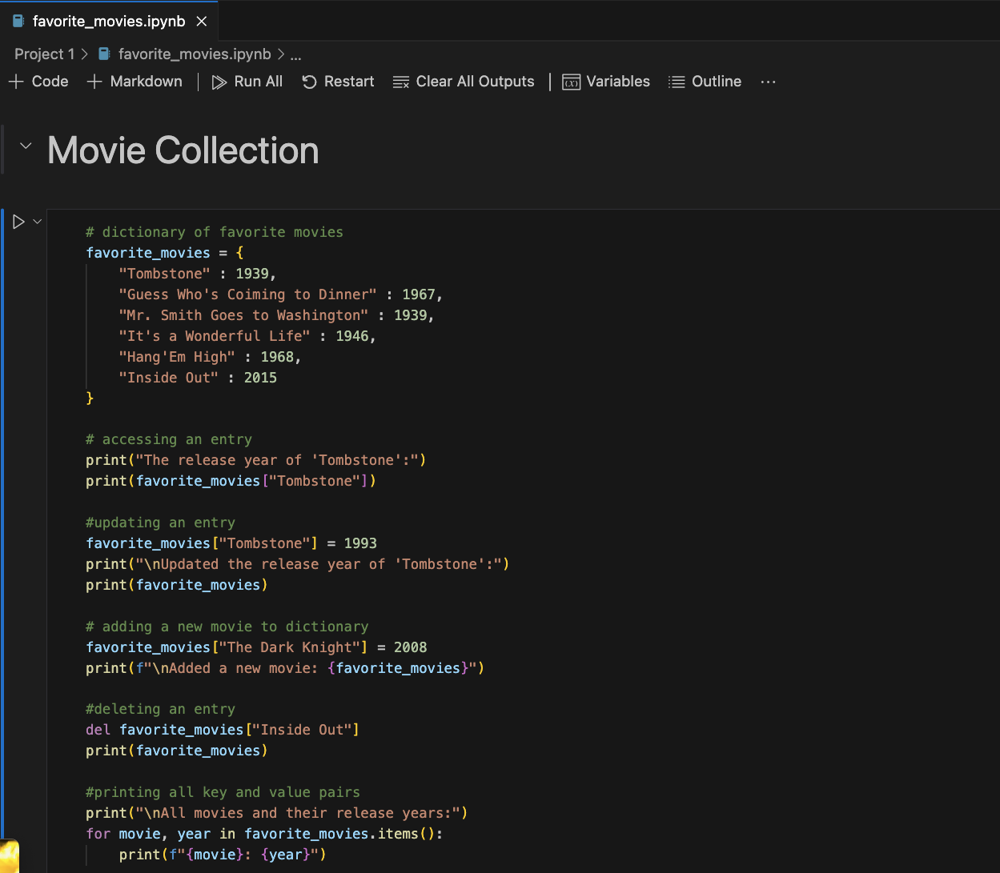 favorite_movies.ipynb
Project 1 > favorite_movies.ipynb > ...
+ Code + Markdown | Run All Restart Clear All Outputs | Variables Outline ...
Movie Collection
# dictionary of favorite movies
favorite_movies = {
    "Tombstone" : 1939,
    "Guess Who's Coiming to Dinner" : 1967,
    "Mr. Smith Goes to Washington" : 1939,
    "It's a Wonderful Life" : 1946,
    "Hang'Em High" : 1968,
    "Inside Out" : 2015
}
# accessing an entry
print("The release year of 'Tombstone':")
print(favorite_movies["Tombstone"])
#updating an entry
favorite_movies["Tombstone"] = 1993
print("\nUpdated the release year of 'Tombstone':")
print(favorite_movies)
# adding a new movie to dictionary
favorite_movies["The Dark Knight"] = 2008
print(f"\nAdded a new movie: {favorite_movies}")
#deleting an entry
del favorite_movies["Inside Out"]
print(favorite_movies)
#printing all key and value pairs
print("\nAll movies and their release years:")
for movie, year in favorite_movies.items():
    print(f"{movie}: {year}")